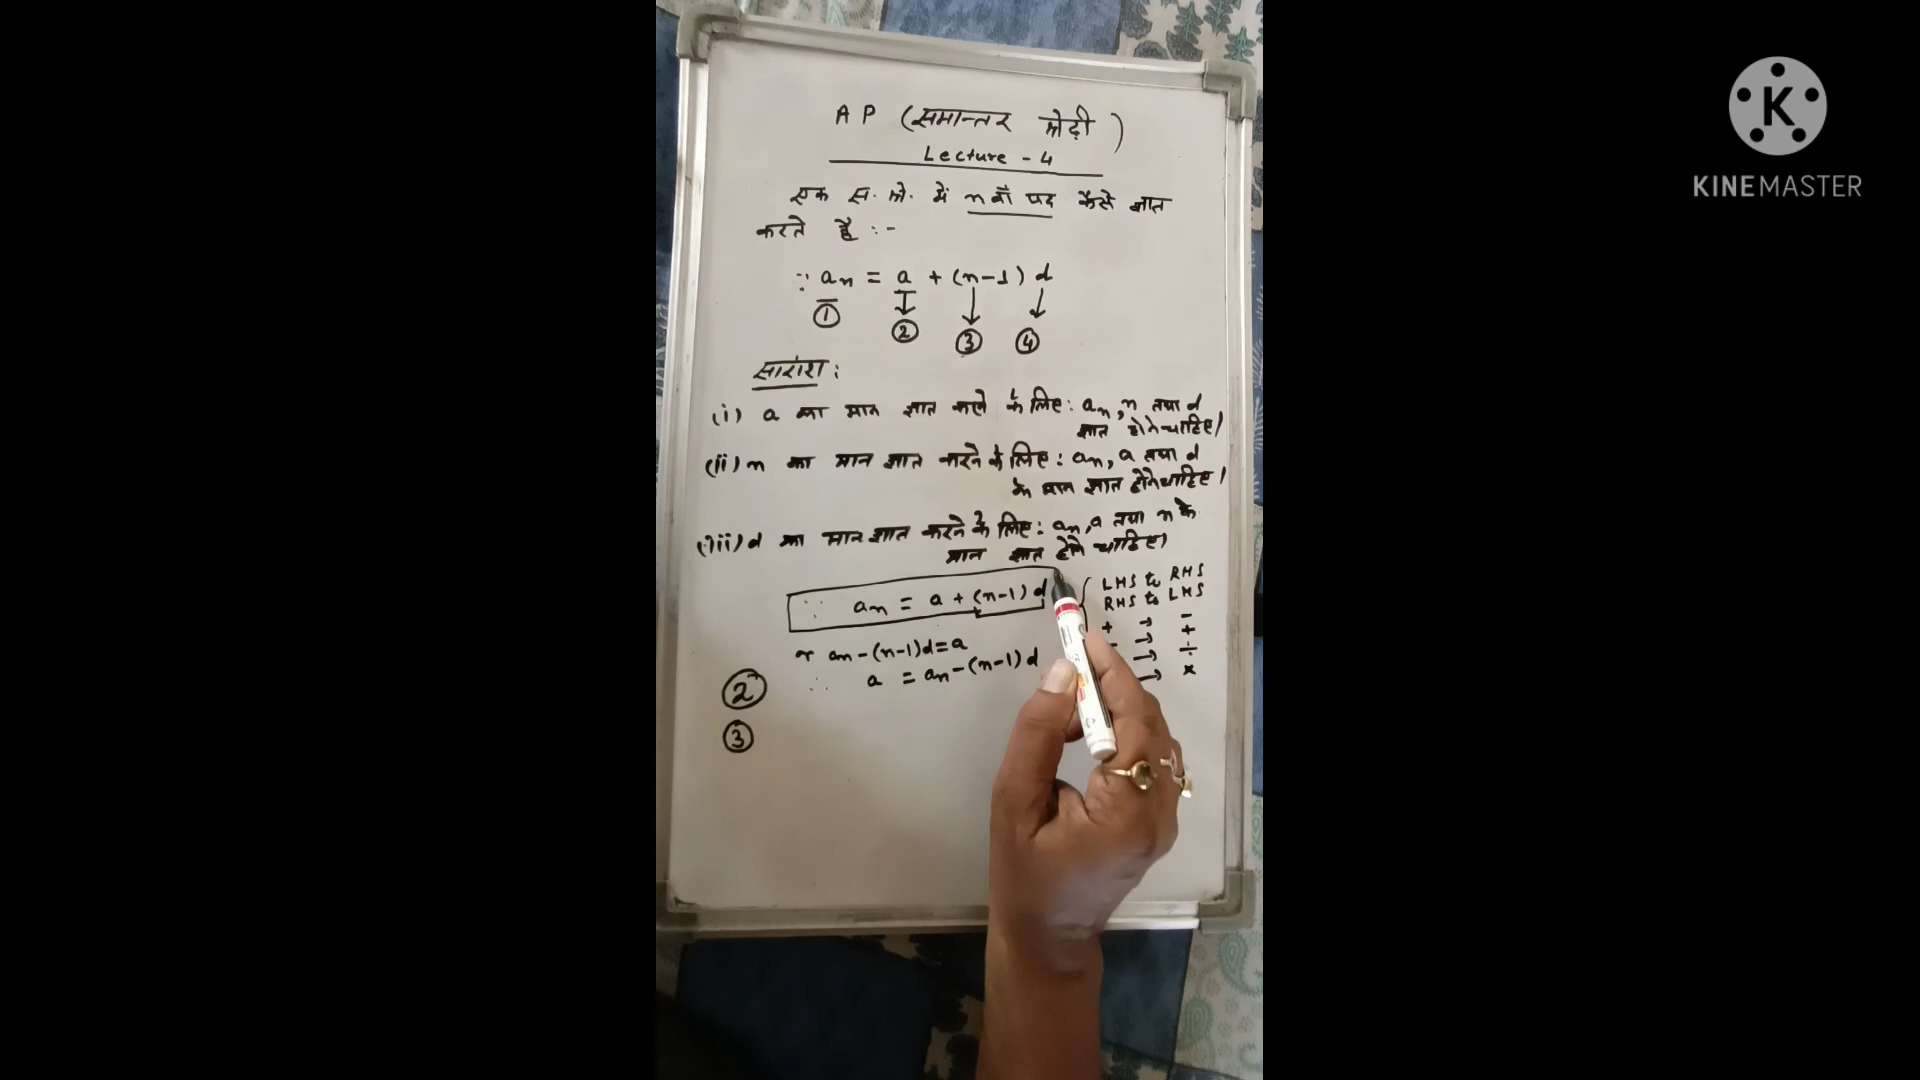 AP (समान्तर श्रेढ़ी)
Lecture - 4
एक स. श्रे. में n वाँ पद कैसे ज्ञात
करते हैं :-
∵ an = a + (n-1) d
① ② ③ ④
सारांश :
(i) a का मान ज्ञात करने के लिए : an, n तथा d
ज्ञात होने चाहिए।
(ii) n का मान ज्ञात करने के लिए : an, a तथा d
के मान ज्ञात होने चाहिए।
(iii) d का मान ज्ञात करने के लिए : an, a तथा n के
मान ज्ञात होने चाहिए।
∵ an = a + (n-1) d
LHS to RHS
RHS to LHS
+ → -
→ +
→ ÷
→ ×
or an - (n-1)d = a
∴ a = an - (n-1) d
②
③
K
KINEMASTER